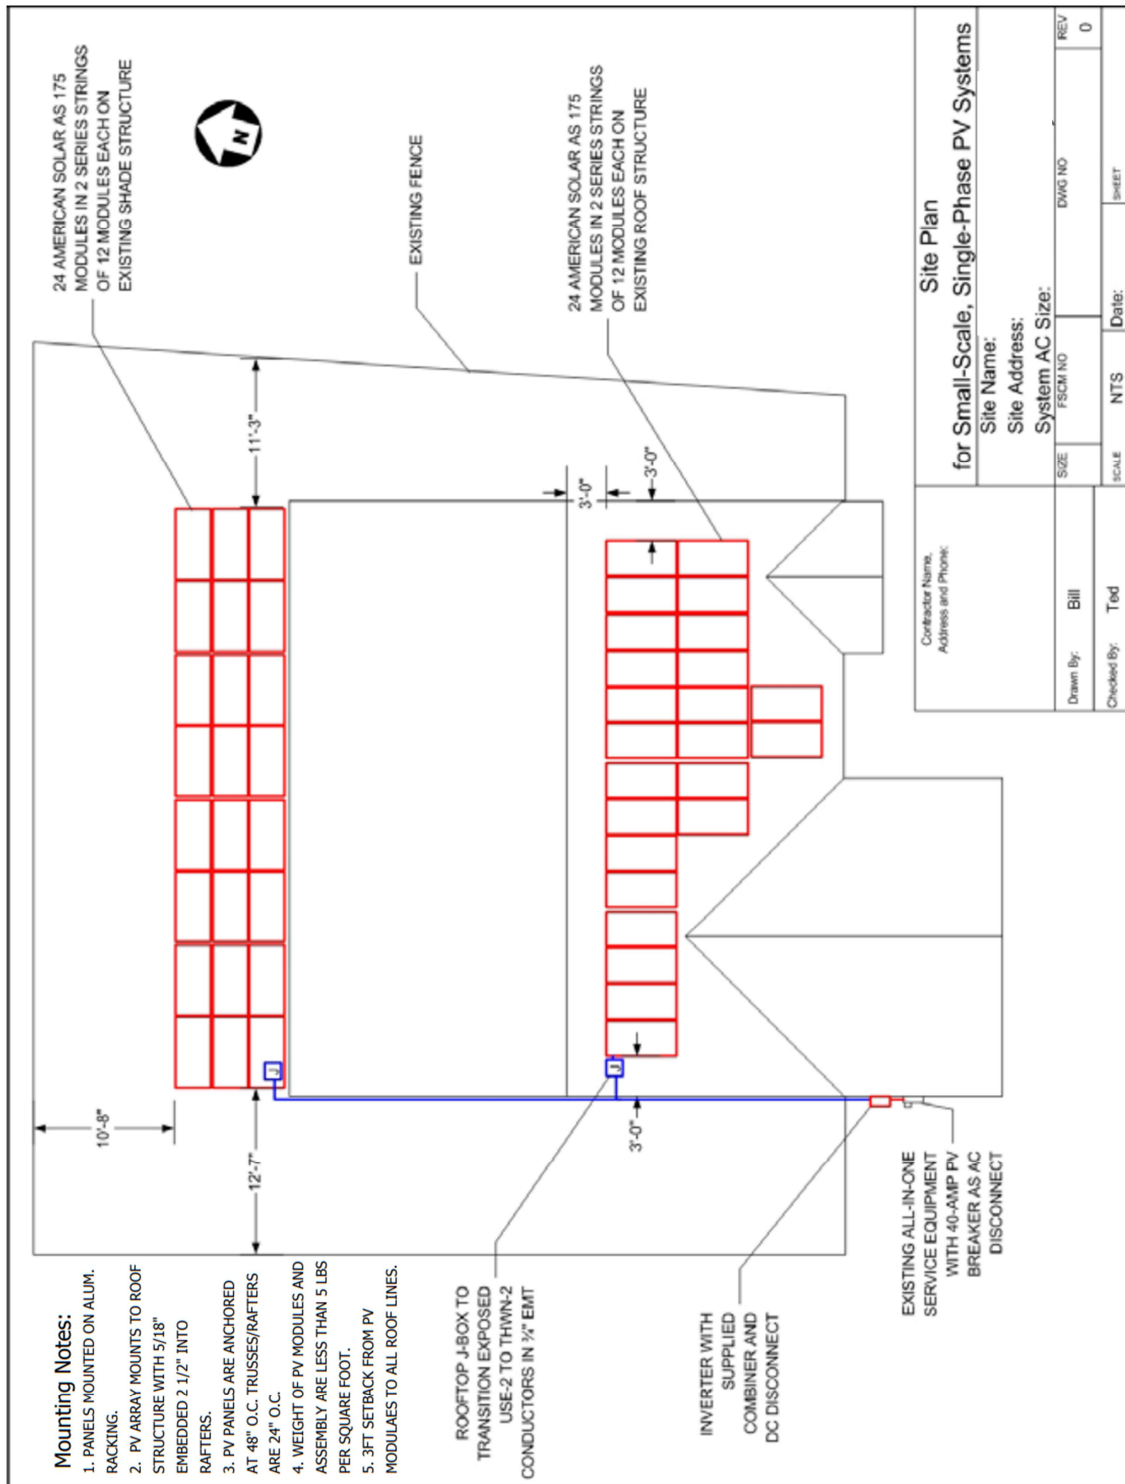 Mounting Notes:
1. PANELS MOUNTED ON ALUM.
RACKING.
2. PV ARRAY MOUNTS TO ROOF
STRUCTURE WITH 5/18"
EMBEDDED 2 1/2" INTO
RAFTERS.
3. PV PANELS ARE ANCHORED
AT 48" O.C. TRUSSES/RAFTERS
ARE 24" O.C.
4. WEIGHT OF PV MODULES AND
ASSEMBLY ARE LESS THAN 5 LBS
PER SQUARE FOOT.
5. 3FT SETBACK FROM PV
MODULAES TO ALL ROOF LINES.
24 AMERICAN SOLAR AS 175
MODULES IN 2 SERIES STRINGS
OF 12 MODULES EACH ON
EXISTING SHADE STRUCTURE
N
10'-8"
12'-7"
11'-3"
J
EXISTING FENCE
24 AMERICAN SOLAR AS 175
MODULES IN 2 SERIES STRINGS
OF 12 MODULES EACH ON
EXISTING ROOF STRUCTURE
3'-0"
3'-0"
J
3'-0"
ROOFTOP J-BOX TO
TRANSITION EXPOSED
USE-2 TO THWN-2
CONDUCTORS IN ¾" EMT
INVERTER WITH
SUPPLIED
COMBINER AND
DC DISCONNECT
EXISTING ALL-IN-ONE
SERVICE EQUIPMENT
WITH 40-AMP PV
BREAKER AS AC
DISCONNECT
Contractor Name,
Address and Phone:
Drawn By: Bill
Checked By: Ted
Site Plan
for Small-Scale, Single-Phase PV Systems
Site Name:
Site Address:
System AC Size:
SIZE FSCM NO DWG NO REV
0
SCALE NTS Date: SHEET